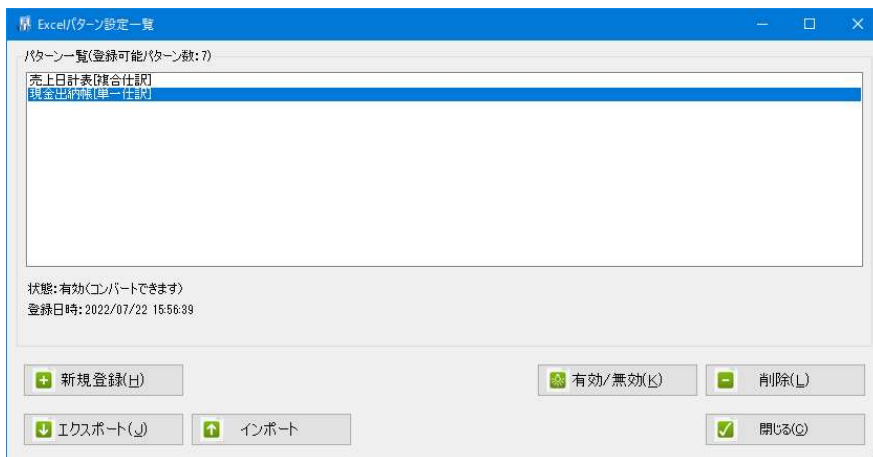 Excelパターン設定一覧
パターン一覧(登録可能パターン数: 7)
売上日計表[複合仕訳]
現金出納帳[単一仕訳]
状態: 有効(コンバートできます)
登録日時: 2022/07/22 15:56:39
新規登録(H)
有効/無効(K)
削除(L)
エクスポート(J)
インポート
閉じる(C)